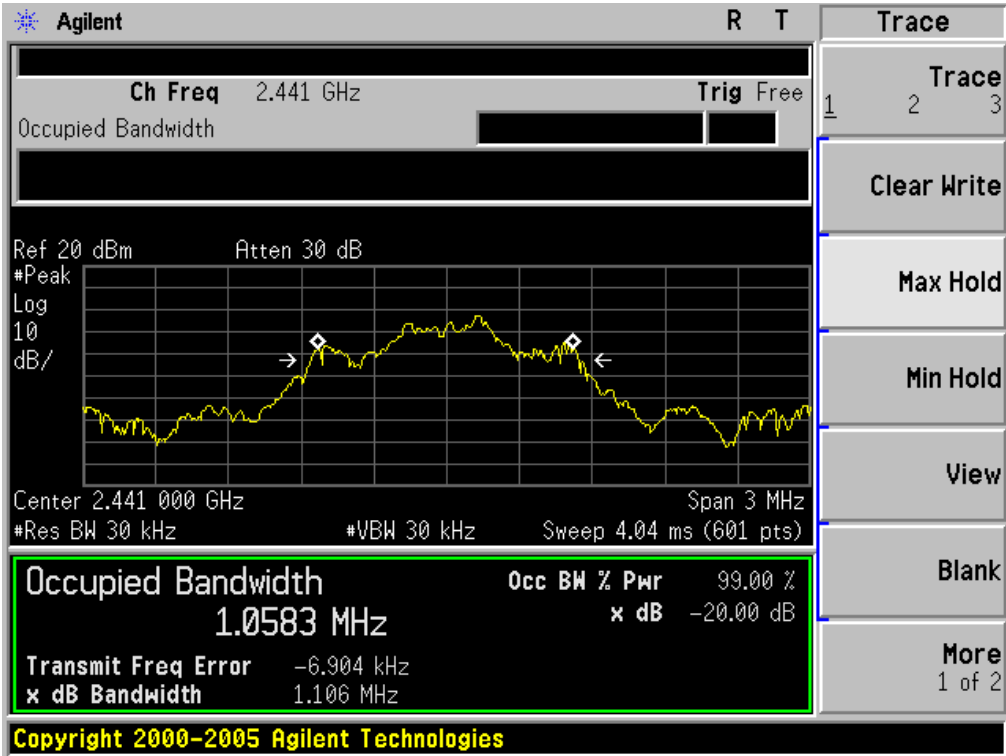 Agilent R T
Trace
Ch Freq 2.441 GHz Trig Free
Occupied Bandwidth
Trace
1 2 3
Clear Write
Max Hold
Min Hold
View
Blank
More
1 of 2
Ref 20 dBm Atten 30 dB
#Peak
Log
10
dB/
Center 2.441 000 GHz Span 3 MHz
#Res BW 30 kHz #VBW 30 kHz Sweep 4.04 ms (601 pts)
Occupied Bandwidth
1.0583 MHz
Occ BW % Pwr 99.00 %
x dB -20.00 dB
Transmit Freq Error -6.904 kHz
x dB Bandwidth 1.106 MHz
Copyright 2000-2005 Agilent Technologies